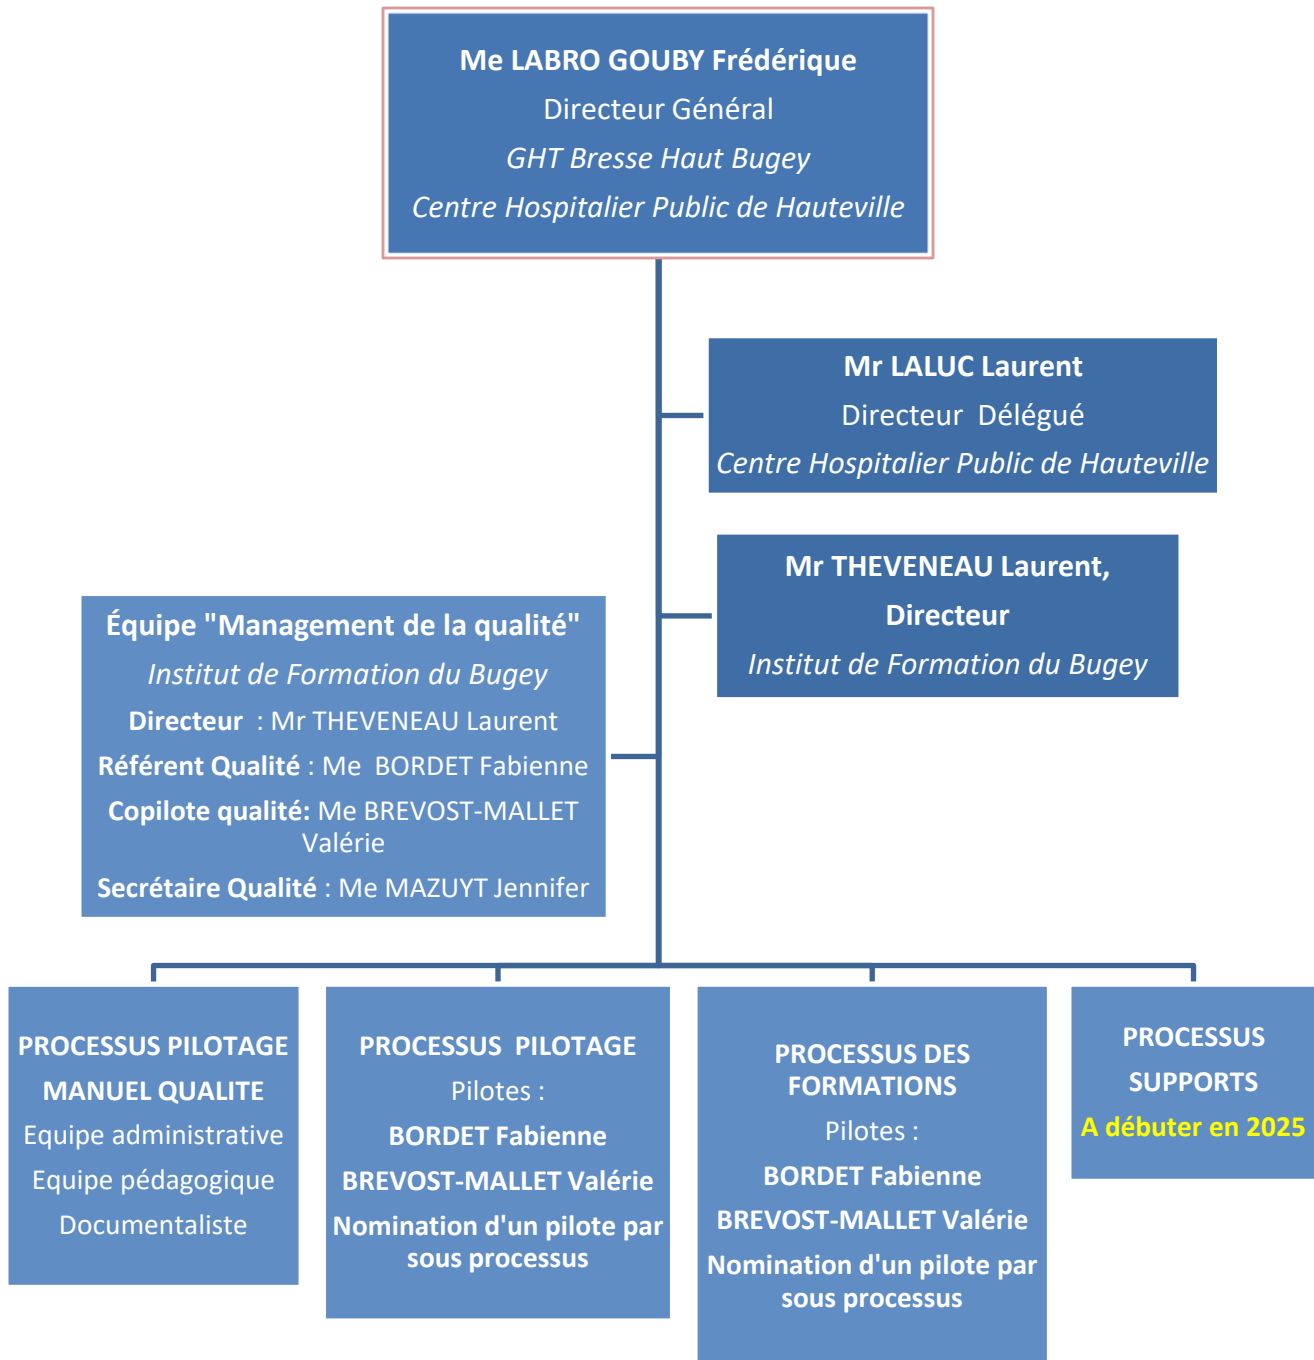 Me LABRO GOUBY Frédérique
Directeur Général
GHT Bresse Haut Bugey
Centre Hospitalier Public de Hauteville
Mr LALUC Laurent
Directeur Délégué
Centre Hospitalier Public de Hauteville
Mr THEVENEAU Laurent,
Directeur
Institut de Formation du Bugey
Équipe "Management de la qualité"
Institut de Formation du Bugey
Directeur : Mr THEVENEAU Laurent
Référent Qualité : Me BORDET Fabienne
Copilote qualité: Me BREVOST-MALLET
Valérie
Secrétaire Qualité : Me MAZUYT Jennifer
PROCESSUS PILOTAGE
MANUEL QUALITE
Equipe administrative
Equipe pédagogique
Documentaliste
PROCESSUS PILOTAGE
Pilotes :
BORDET Fabienne
BREVOST-MALLET Valérie
Nomination d'un pilote par
sous processus
PROCESSUS DES
FORMATIONS
Pilotes :
BORDET Fabienne
BREVOST-MALLET Valérie
Nomination d'un pilote par
sous processus
PROCESSUS
SUPPORTS
A débuter en 2025